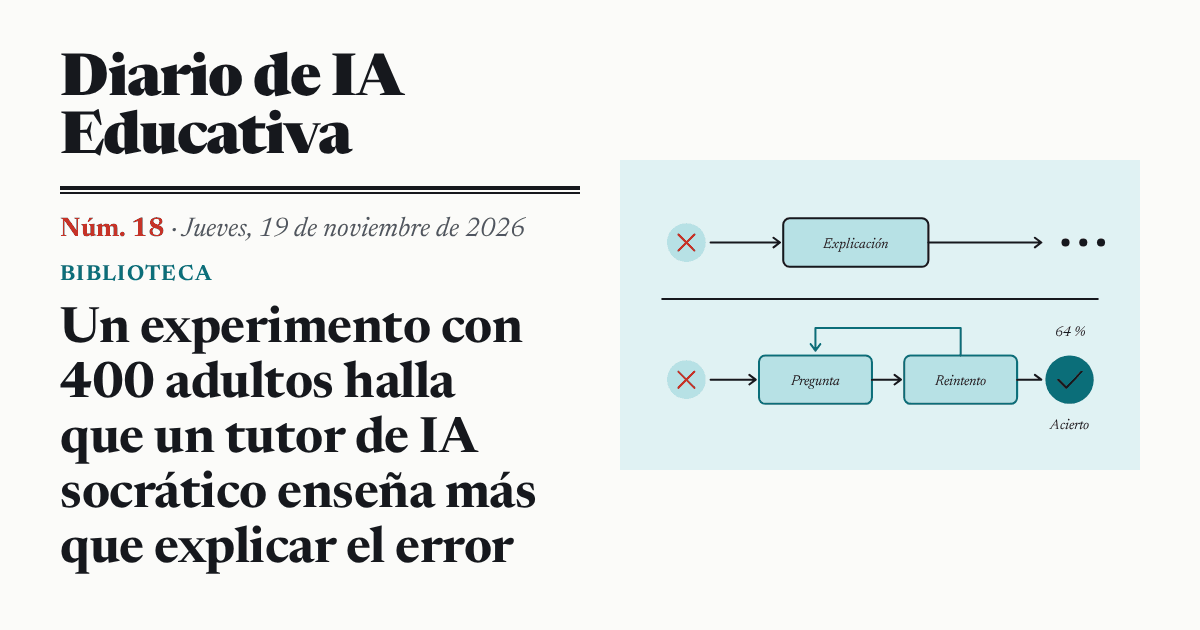 Diario de IA
Educativa
Núm. 18 · Jueves, 19 de noviembre de 2026
BIBLIOTECA
Un experimento con
400 adultos halla
que un tutor de IA
socrático enseña más
que explicar el error
Explicación
64 %
Pregunta
Reintento
Acierto